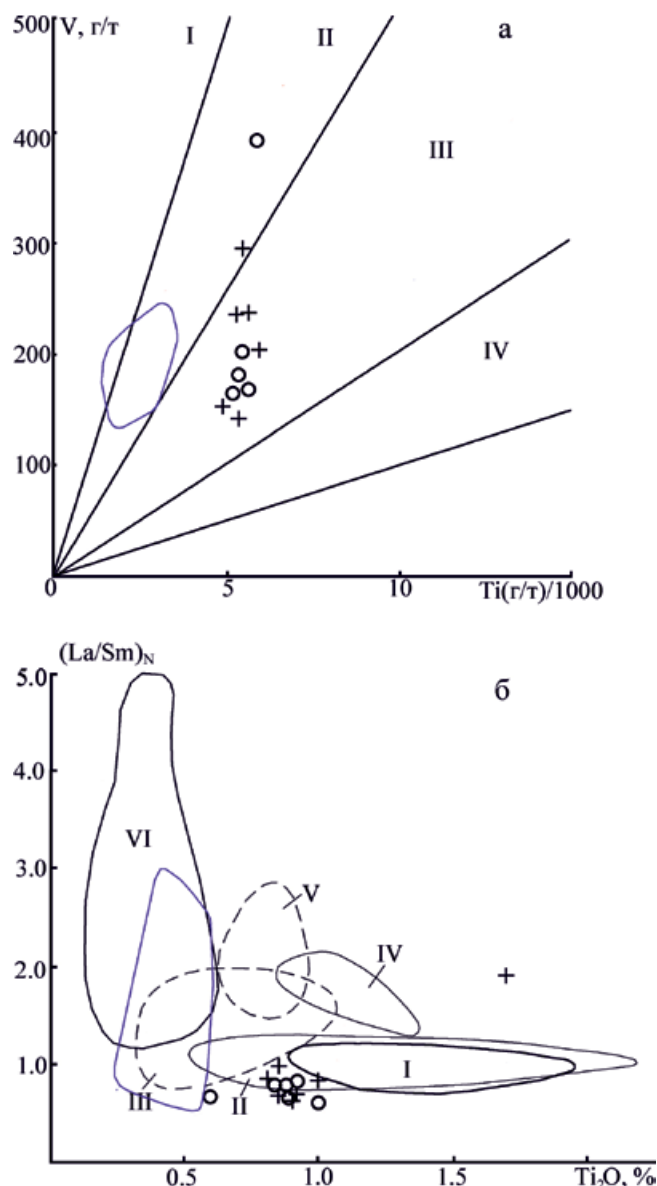 500
V, г/т
I
II
а
400
III
300
IV
200
100
0
5
10
Ti(г/т)/1000
(La/Sm)N
б
5.0
4.0
VI
3.0
V
IV
2.0
1.0
I
III
II
0.5
1.0
1.5
Ti₂O, %